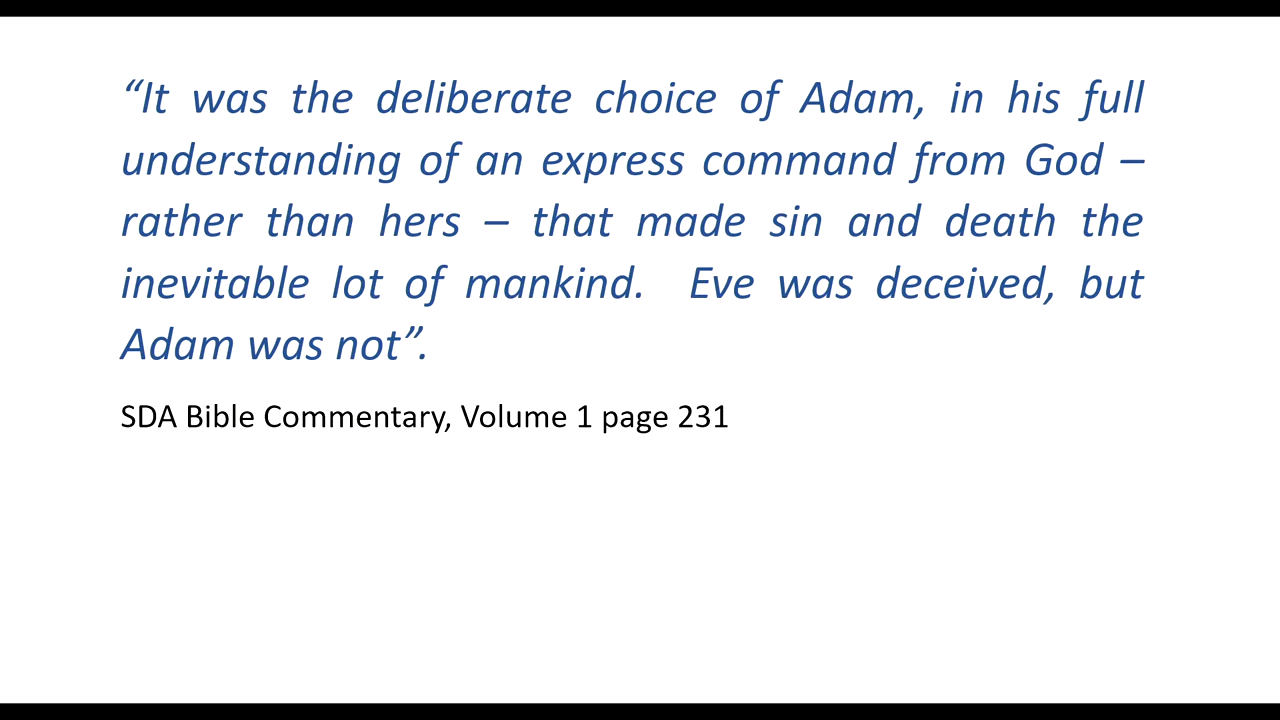 “It was the deliberate choice of Adam, in his full
understanding of an express command from God –
rather than hers – that made sin and death the
inevitable lot of mankind.  Eve was deceived, but
Adam was not”.
SDA Bible Commentary, Volume 1 page 231